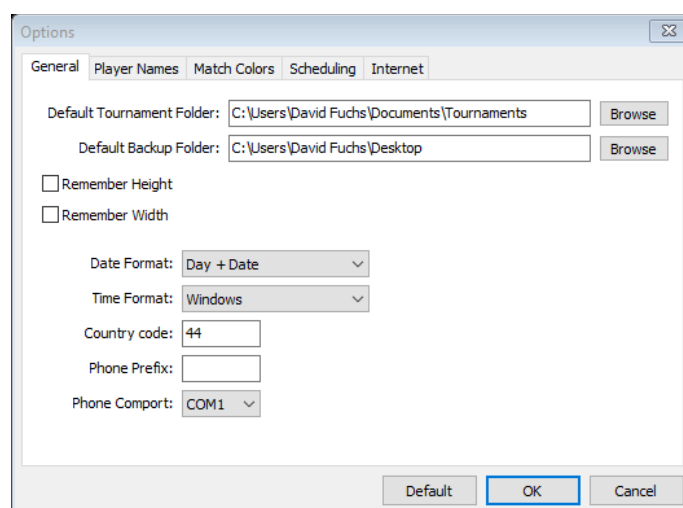 Options
General Player Names Match Colors Scheduling Internet
Default Tournament Folder: C:\Users\David Fuchs\Documents\Tournaments Browse
Default Backup Folder: C:\Users\David Fuchs\Desktop Browse
Remember Height
Remember Width
Date Format: Day + Date
Time Format: Windows
Country code: 44
Phone Prefix:
Phone Comport: COM1
Default OK Cancel